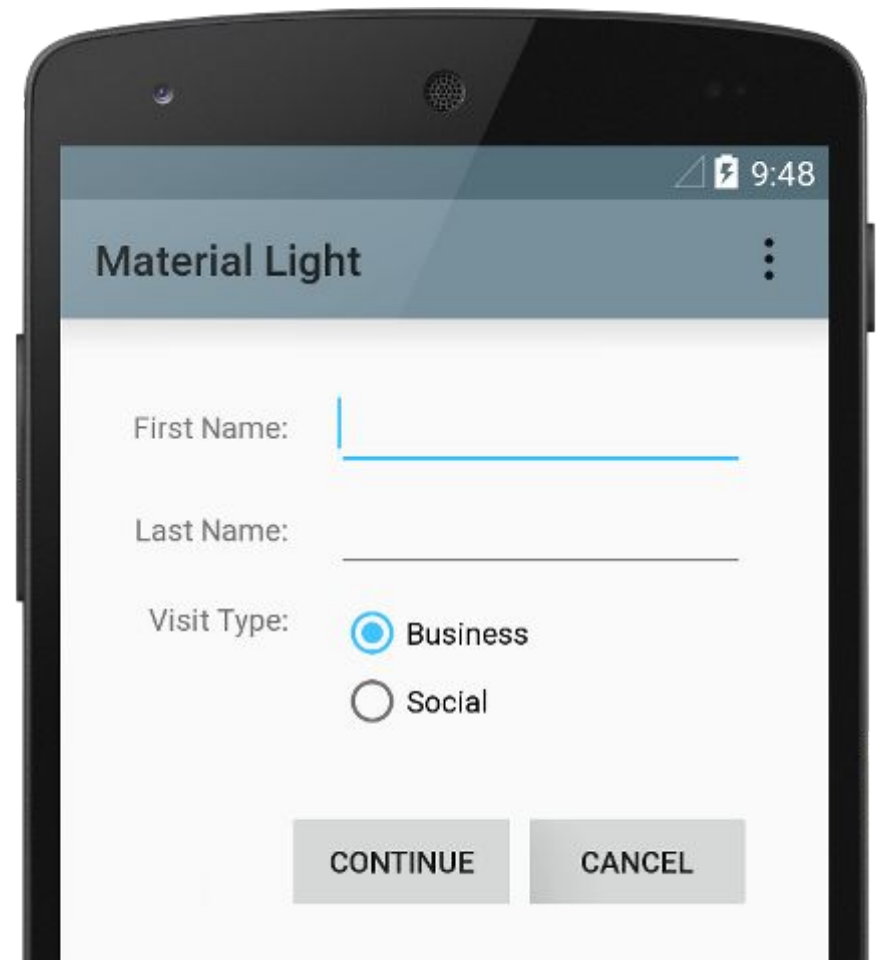 9:48
Material Light
First Name:
Last Name:
Visit Type:
Business
Social
CONTINUE
CANCEL